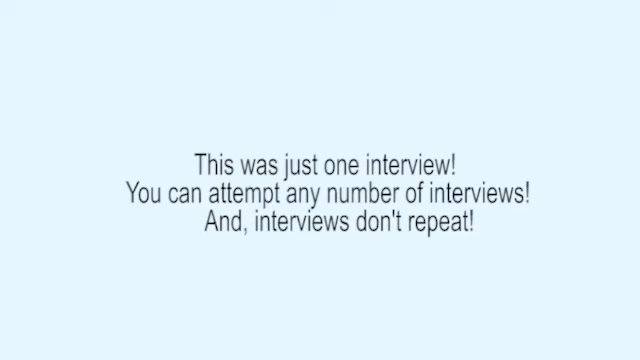 This was just one interview!
You can attempt any number of interviews!
And, interviews don't repeat!